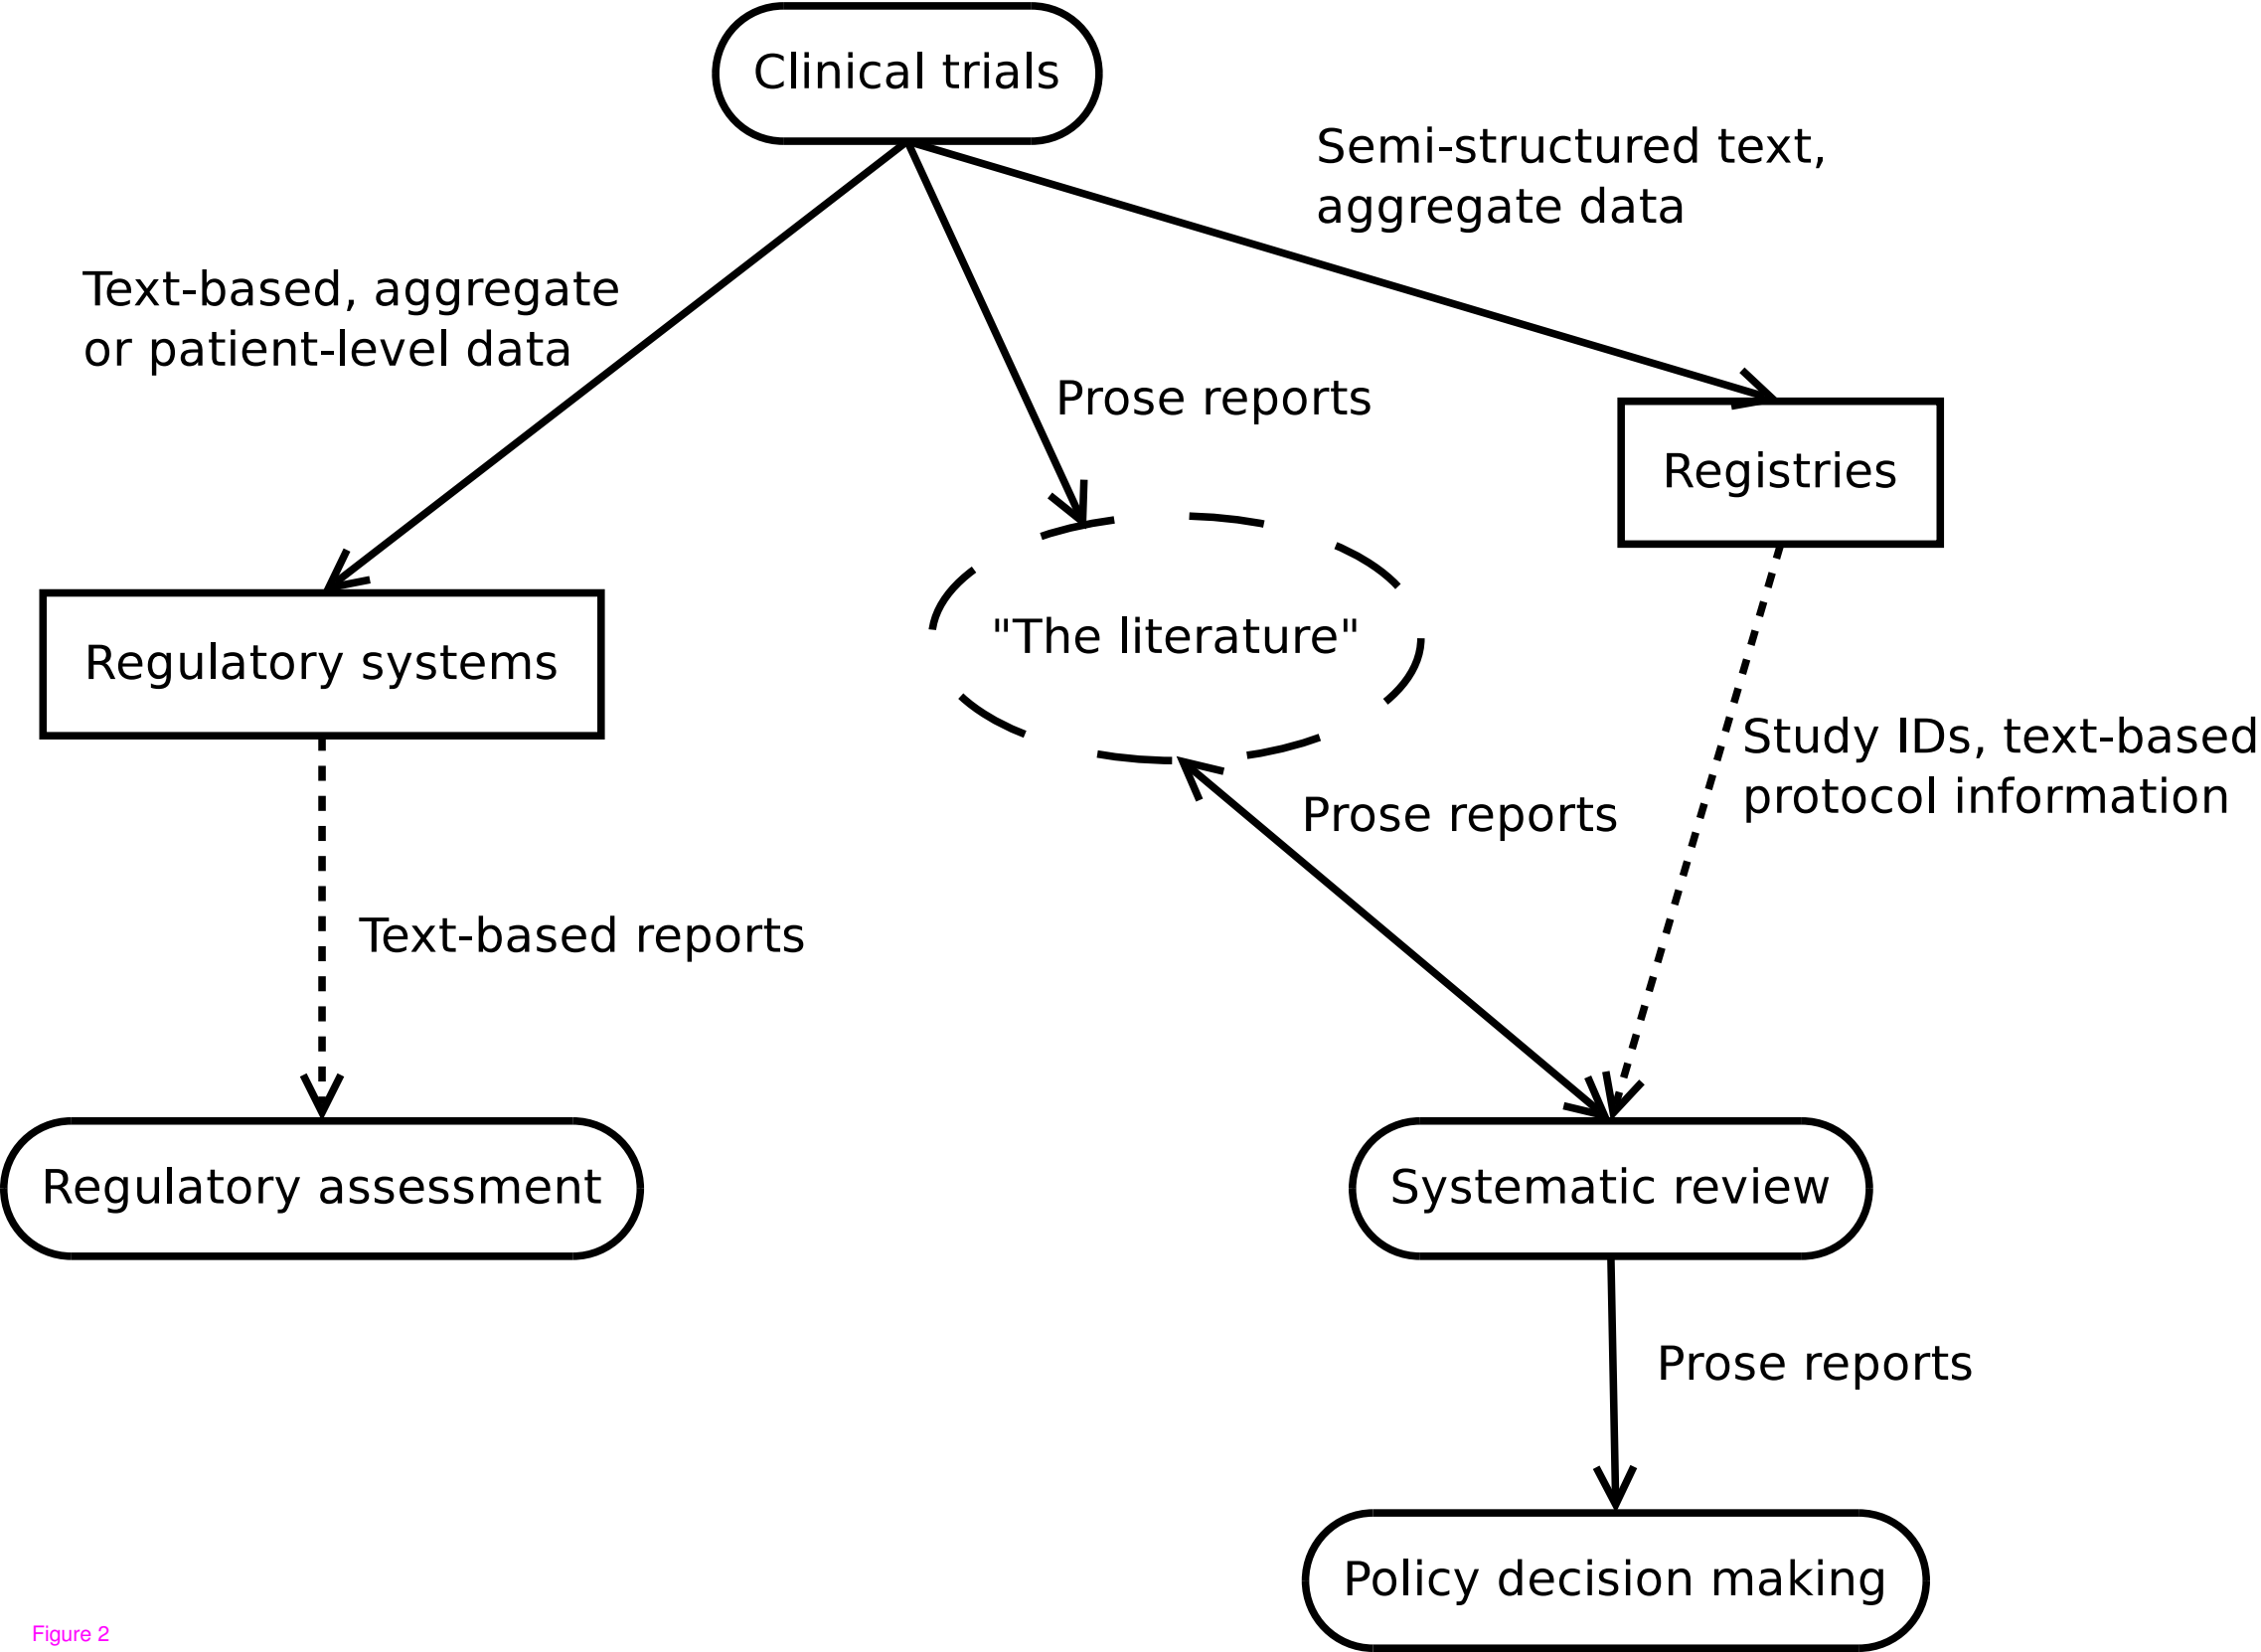 Clinical trials
Semi-structured text,
aggregate data
Text-based, aggregate
or patient-level data
Prose reports
Registries
"The literature"
Regulatory systems
Study IDs, text-based
protocol information
Prose reports
Text-based reports
Regulatory assessment
Systematic review
Prose reports
Policy decision making
Figure 2